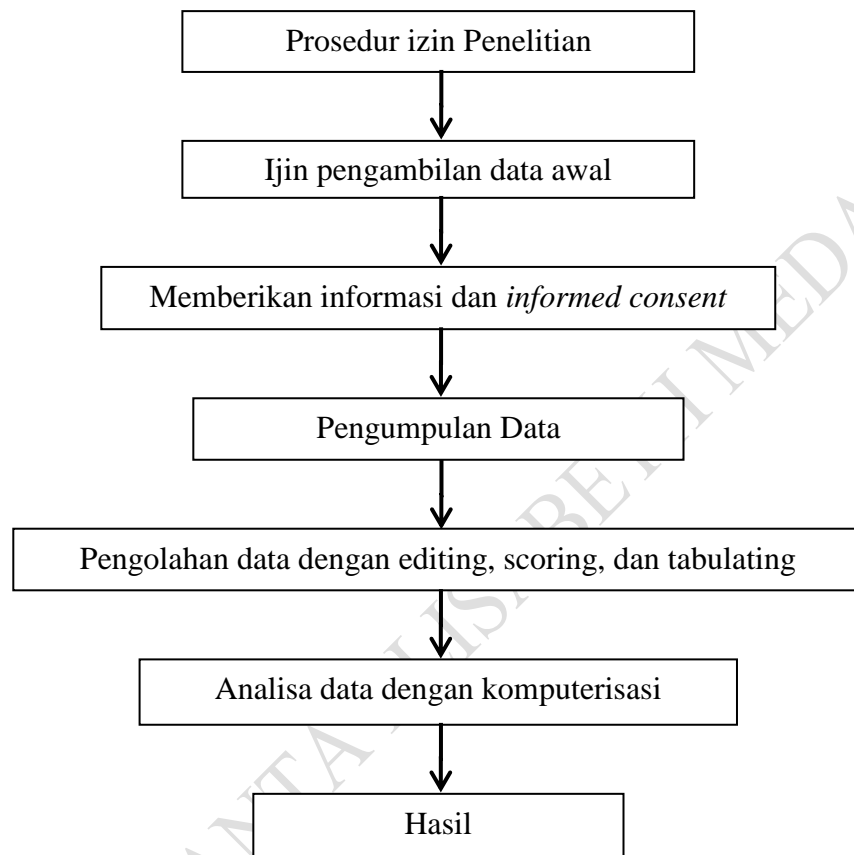 Prosedur izin Penelitian
Ijin pengambilan data awal
Memberikan informasi dan informed consent
Pengumpulan Data
Pengolahan data dengan editing, scoring, dan tabulating
Analisa data dengan komputerisasi
Hasil